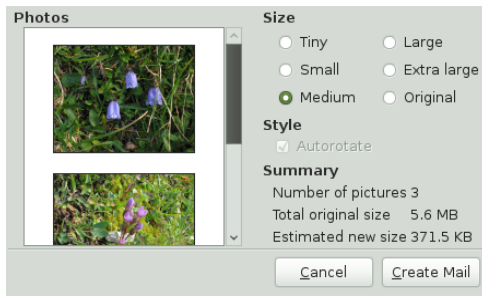 Photos
Size
Tiny
Large
Small
Extra large
Medium
Original
Style
Autorotate
Summary
Number of pictures 3
Total original size 5.6 MB
Estimated new size 371.5 KB
Cancel
Create Mail